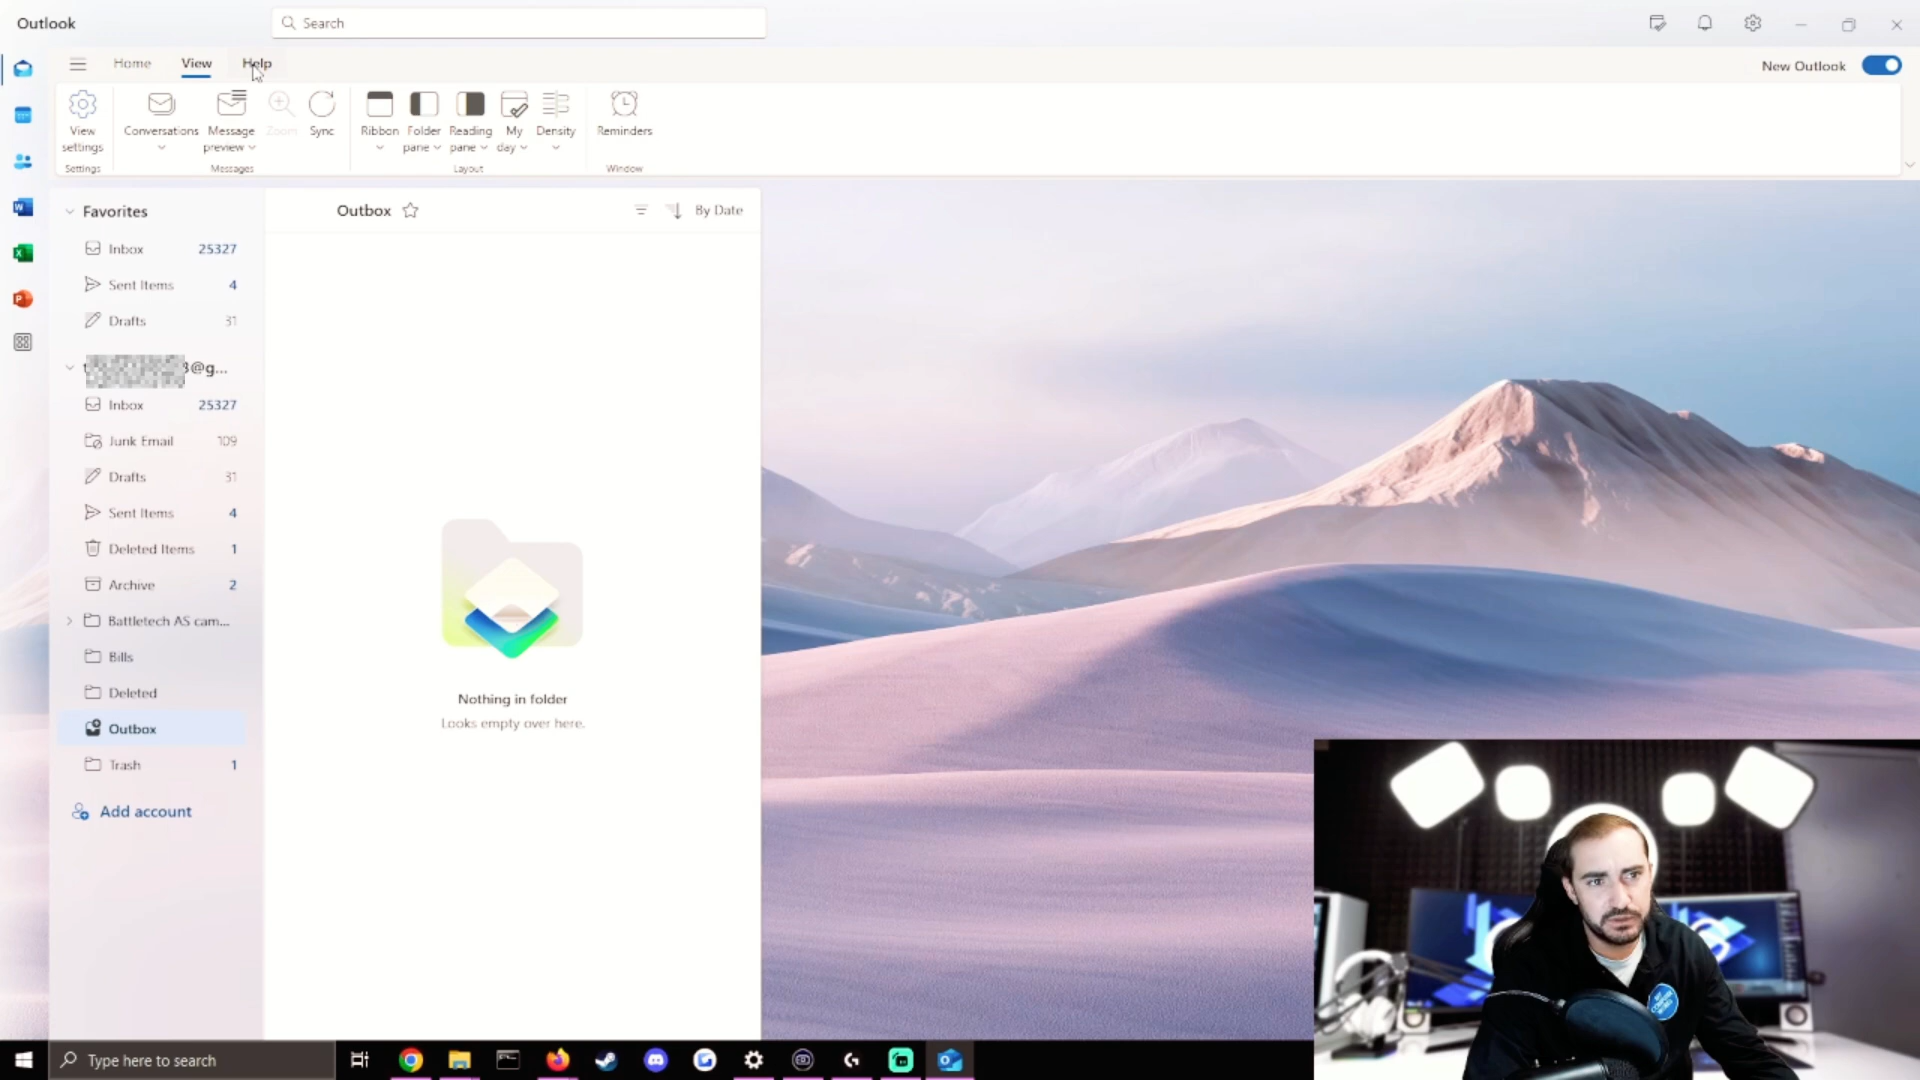 Outlook
Search
Home View Help
New Outlook
View settings
Conversations
Message preview
Zoom
Sync
Ribbon
Folder pane
Reading pane
My day
Density
Reminders
Settings
Messages
Layout
Window
Favorites
Inbox 25327
Sent Items 4
Drafts 31
@g...
Inbox 25327
Junk Email 109
Drafts 31
Sent Items 4
Deleted Items 1
Archive 2
Battletech AS cam...
Bills
Deleted
Outbox
Trash 1
Add account
Outbox
By Date
Nothing in folder
Looks empty over here.
Type here to search